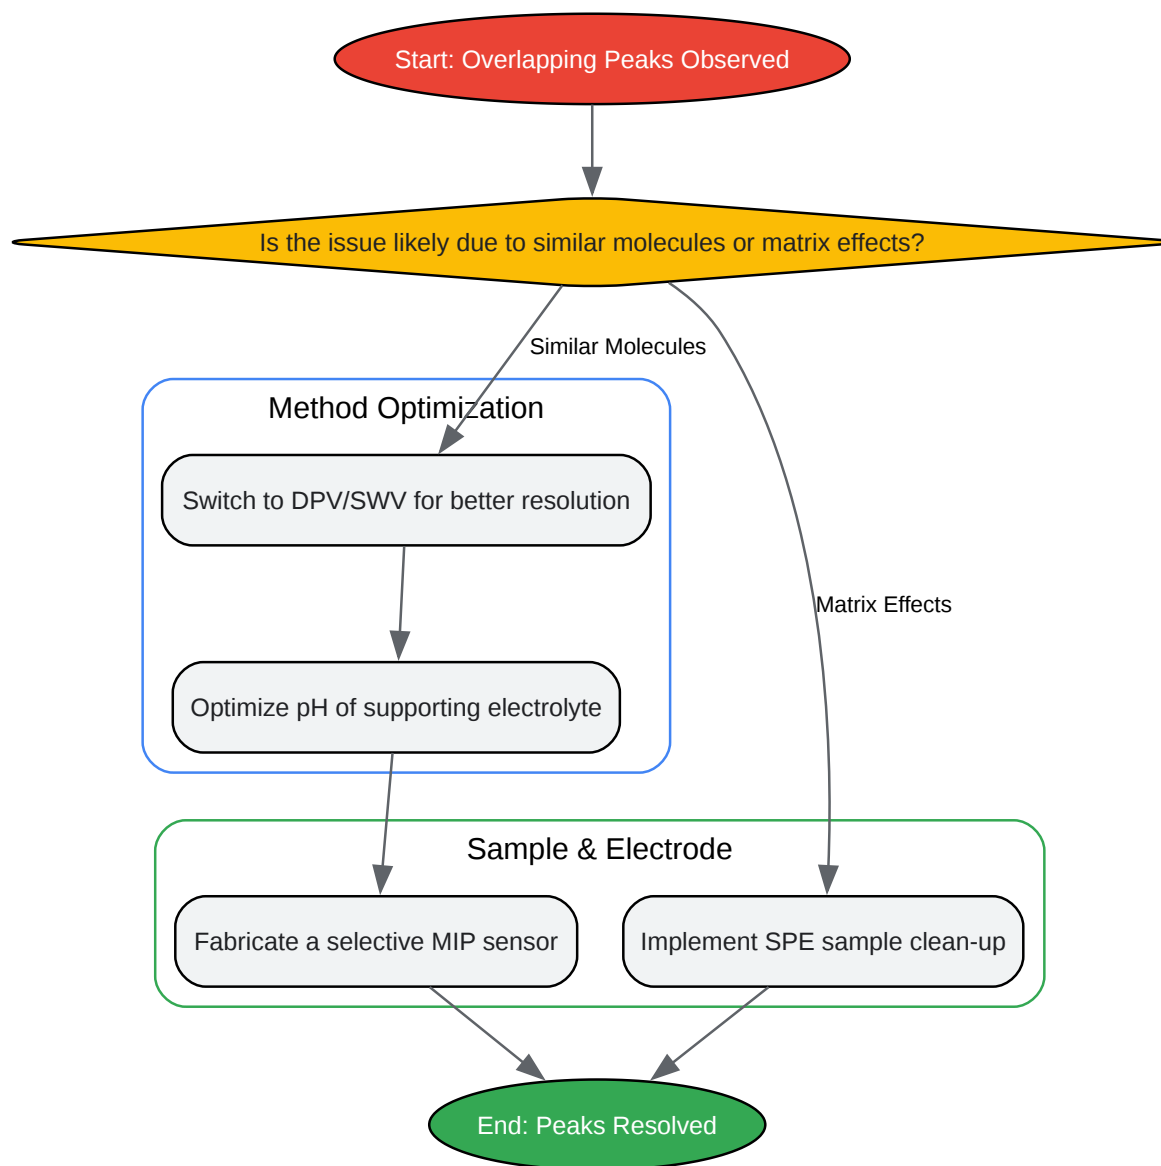 Start: Overlapping Peaks Observed
Is the issue likely due to similar molecules or matrix effects?
Similar Molecules
Method Optimization
Switch to DPV/SWV for better resolution
Matrix Effects
Optimize pH of supporting electrolyte
Sample & Electrode
Fabricate a selective MIP sensor
Implement SPE sample clean-up
End: Peaks Resolved